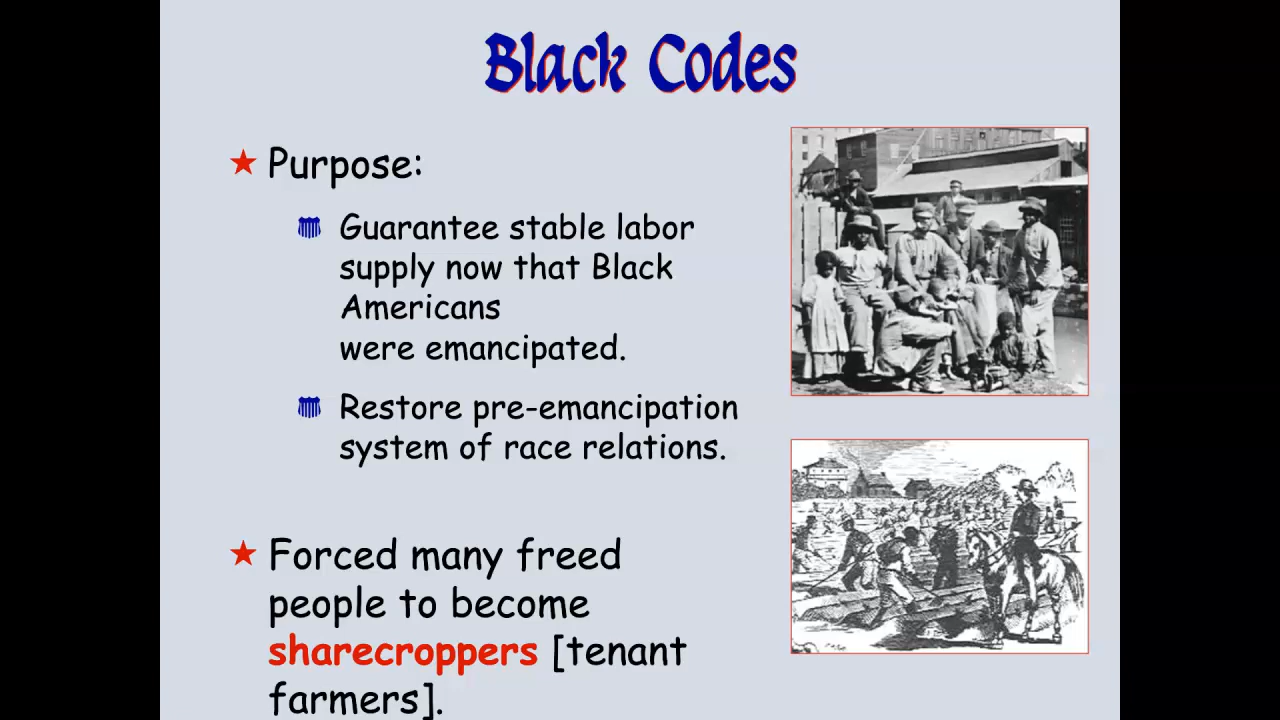 Black Codes
Purpose:
Guarantee stable labor
supply now that Black
Americans
were emancipated.
Restore pre-emancipation
system of race relations.
Forced many freed
people to become
sharecroppers [tenant
farmers].